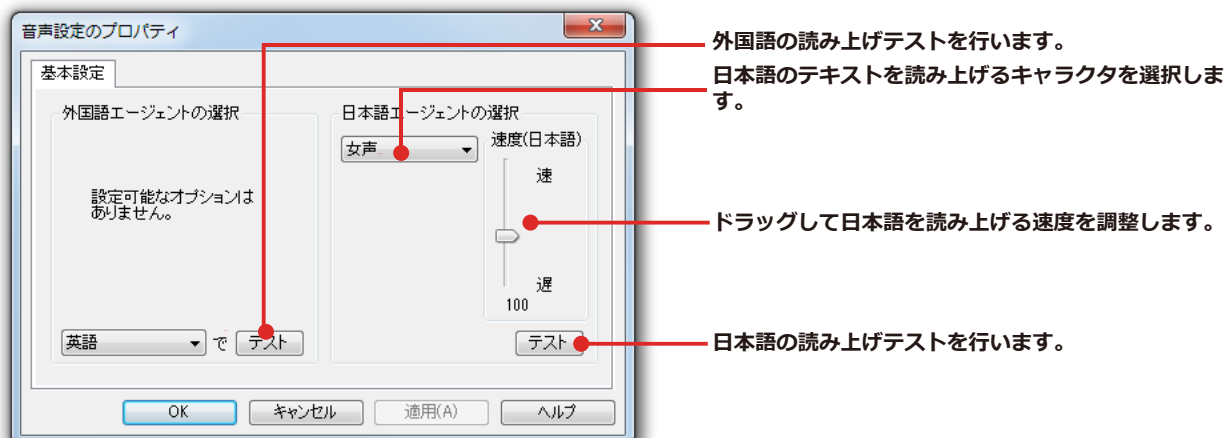 音声設定のプロパティ
基本設定
外国語エージェントの選択
設定可能なオプションは
ありません。
英語
で
テスト
日本語エージェントの選択
女声
速度(日本語)
速
遅
100
テスト
OK
キャンセル
適用(A)
ヘルプ
外国語の読み上げテストを行います。
日本語のテキストを読み上げるキャラクタを選択しま
す。
ドラッグして日本語を読み上げる速度を調整します。
日本語の読み上げテストを行います。